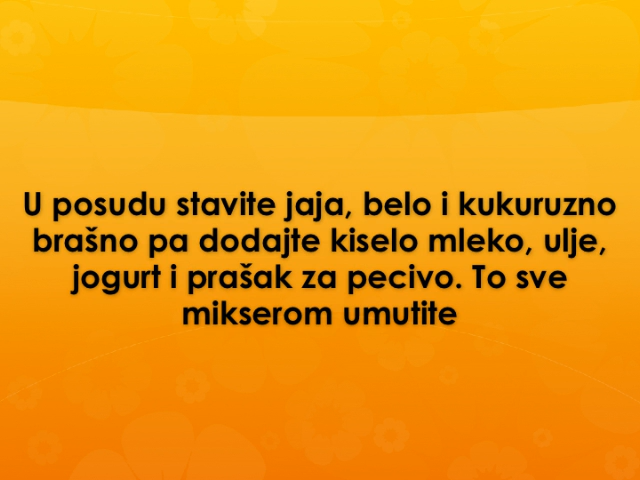 U posudu stavite jaja, belo i kukuruzno
brašno pa dodajte kiselo mleko, ulje,
jogurt i prašak za pecivo. To sve
mikserom umutite